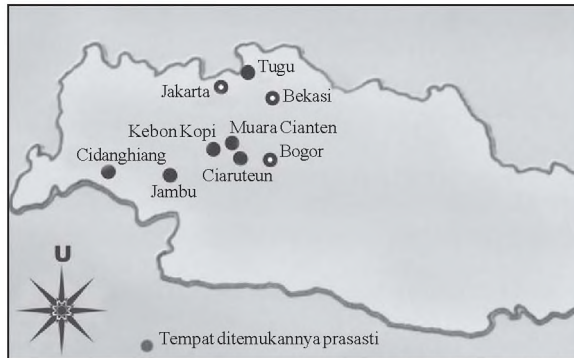 Tugu
Jakarta
Bekasi
Kebon Kopi
Muara Cianten
Cidanghiang
Bogor
Jambu
Ciaruteun
U
Tempat ditemukannya prasasti